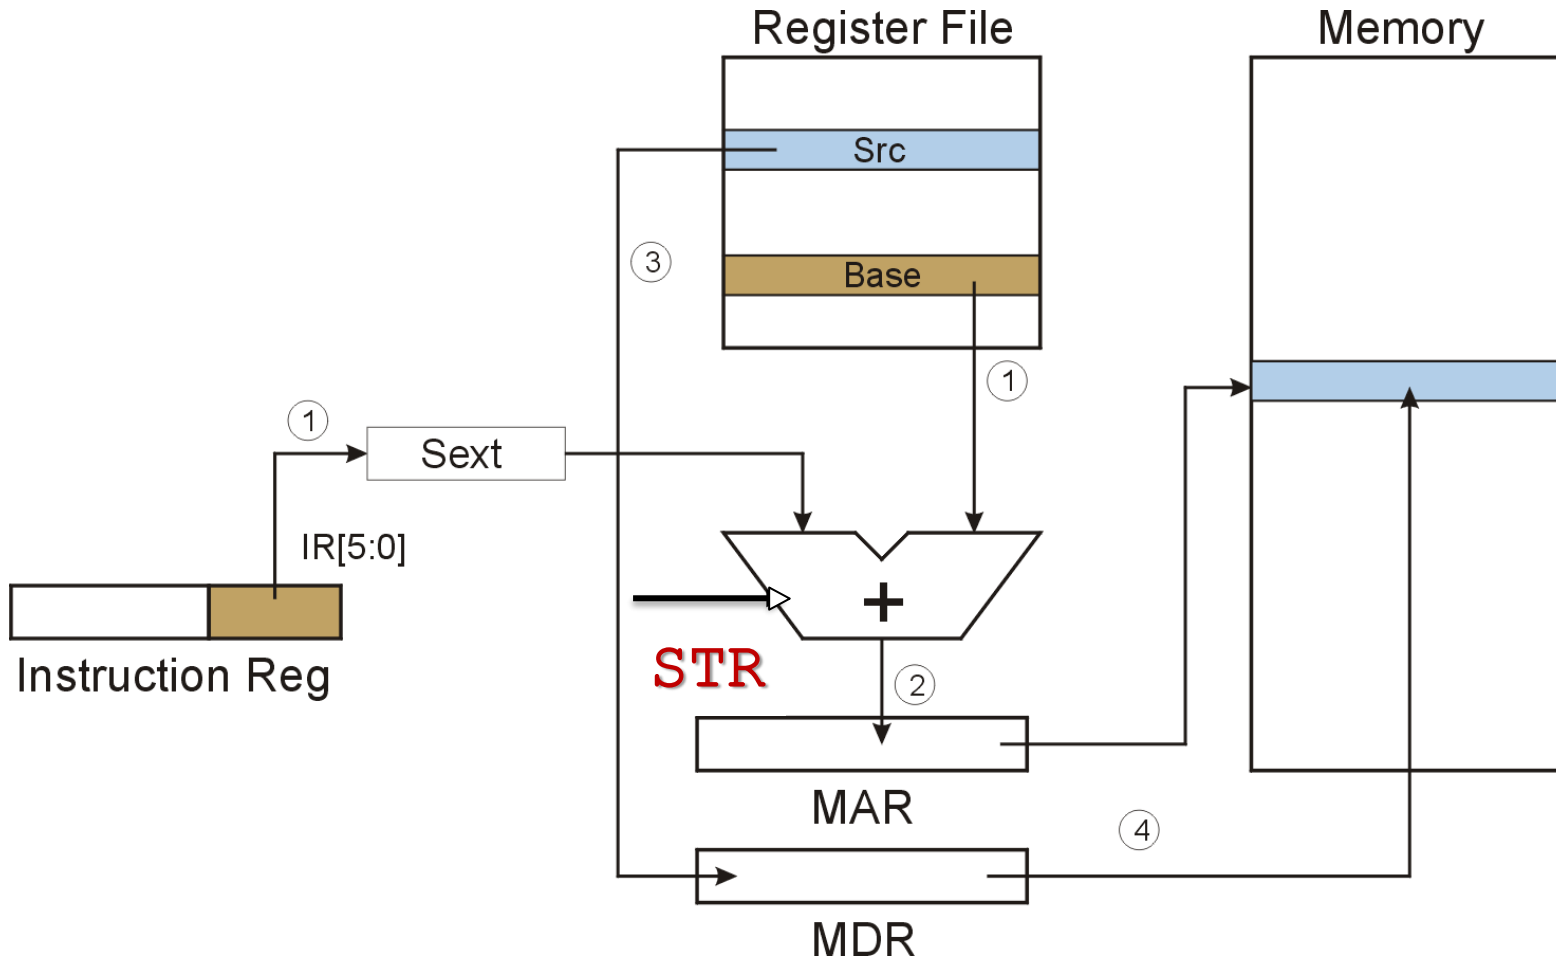 Register File
Memory
Src
3
Base
1
1
Sext
IR[5:0]
+
STR
Instruction Reg
2
MAR
4
MDR